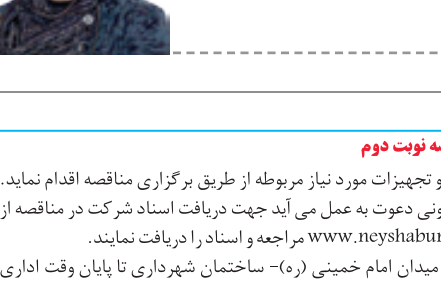 نوبت دوم
و تجهیزات مورد نیاز مربوطه از طریق برگزاری مناقصه اقدام نماید.
ونی دعوت به عمل می آید جهت دریافت اسناد شرکت در مناقصه از
www.neyshabur مراجعه و اسناد را دریافت نمایند.
میدان امام خمینی (ره)- ساختمان شهرداری تا پایان وقت اداری